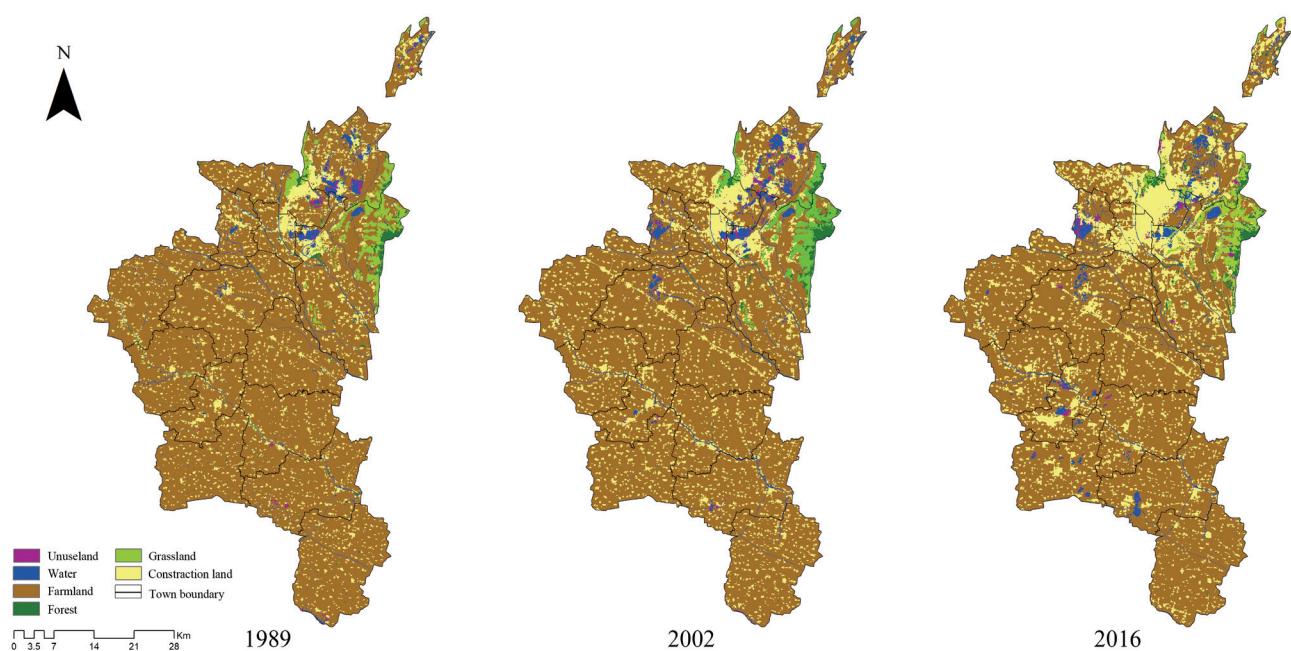 N
Unuseland
Water
Farmland
Forest
Grassland
Constraction land
Town boundary
0 3.5 7 14 21 28 Km
1989
2002
2016